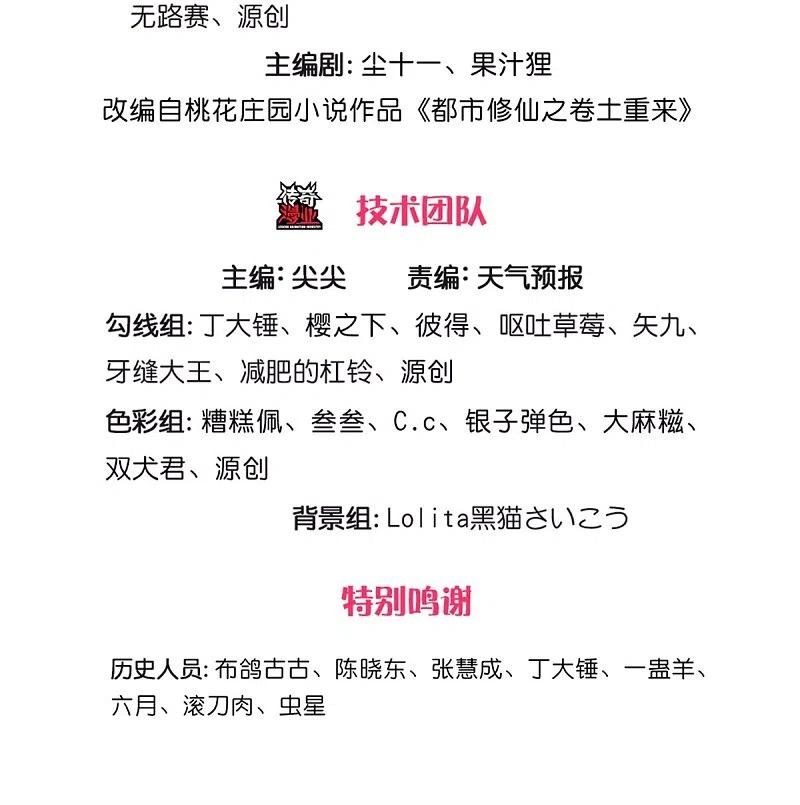 无路赛、源创
主编剧：尘十一、果汁狸
改编自桃花庄园小说作品《都市修仙之卷土重来》
传奇
漫业
技术团队
主编：尖尖 责编：天气预报
勾线组：丁大锤、樱之下、彼得、呕吐草莓、矢九、
牙缝大王、减肥的杠铃、源创
色彩组：糟糕佩、叁叁、C.c、银子弹色、大麻糍、
双犬君、源创
背景组：Lolita黑猫さいこう
特别鸣谢
历史人员：布鸽古古、陈晓东、张慧成、丁大锤、一蛊羊、
六月、滚刀肉、虫星